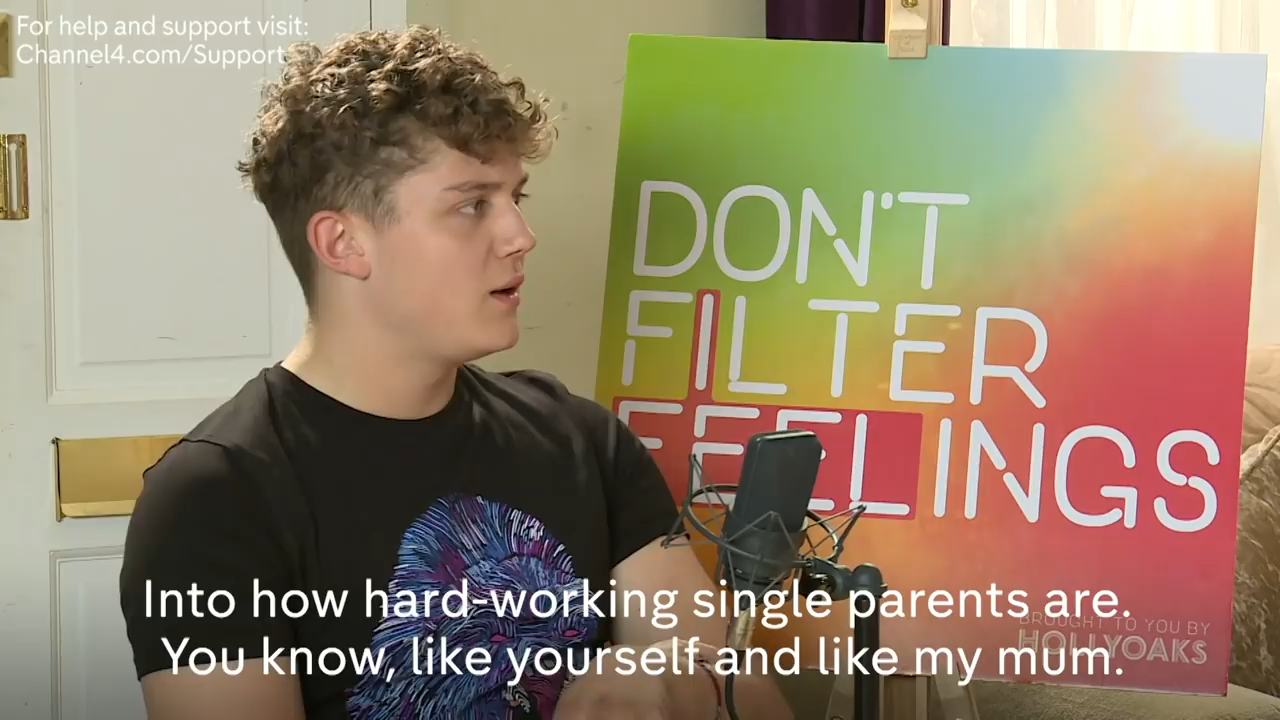 For help and support visit:
Channel4.com/Support
DON'T
FILTER
FEELINGS
Into how hard-working single parents are.
You know, like yourself and like my mum.
BROUGHT TO YOU BY
HOLLYOAKS